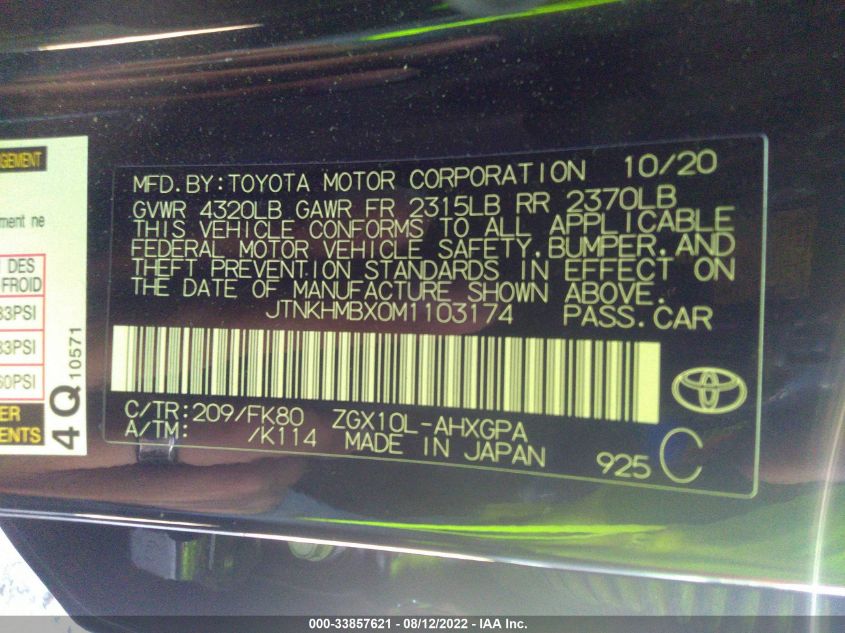 GEMENT
ement ne
DES
FROID
33PSI
33PSI
60PSI
ER
ENTS
4Q
10571
MFD.BY:TOYOTA MOTOR CORPORATION 10/20
GVWR 4320LB GAWR FR 2315LB RR 2370LB
THIS VEHICLE CONFORMS TO ALL APPLICABLE
FEDERAL MOTOR VEHICLE SAFETY,BUMPER,AND
THEFT PREVENTION STANDARDS IN EFFECT ON
THE DATE OF MANUFACTURE SHOWN ABOVE.
JTNKHMBX0M1103174 PASS.CAR
C/TR:209/FK80 ZGX10L-AHXGPA
A/TM: /K114 MADE IN JAPAN 925 C
000-33857621 - 08/12/2022 - IAA Inc.